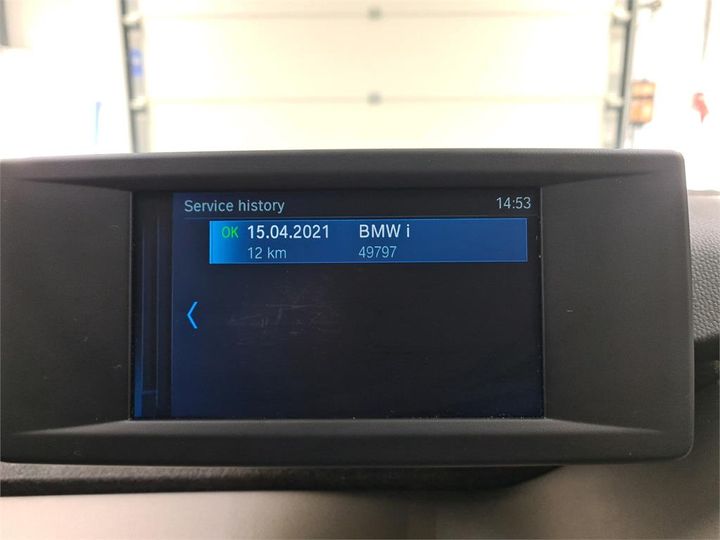 Service history 14:53
OK 15.04.2021 BMW i
12 km 49797